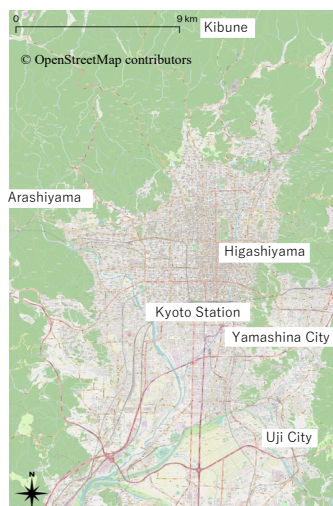 0
9 km
Kibune
© OpenStreetMap contributors
Arashiyama
Higashiyama
Kyoto Station
Yamashina City
Uji City
N